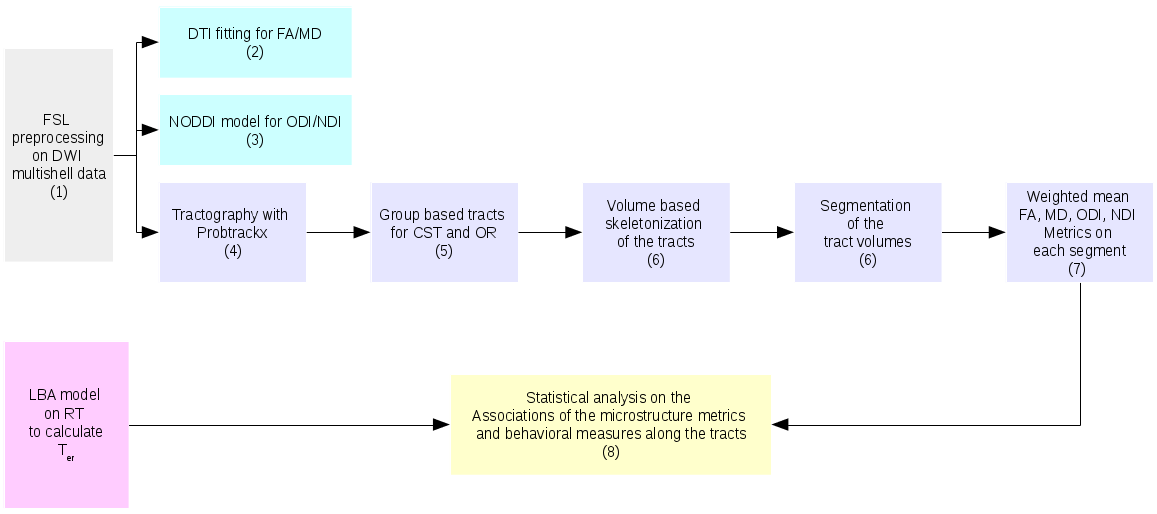 FSL
preprocessing
on DWI
multishell data
(1)
DTI fitting for FA/MD
(2)
NODDI model for ODI/NDI
(3)
Tractography with
Probtrackx
(4)
Group based tracts
for CST and OR
(5)
Volume based
skeletonization
of the tracts
(6)
Segmentation
of the
tract volumes
(6)
Weighted mean
FA, MD, ODI, NDI
Metrics on
each segment
(7)
LBA model
on RT
to calculate
Ter
Statistical analysis on the
Associations of the microstructure metrics
and behavioral measures along the tracts
(8)